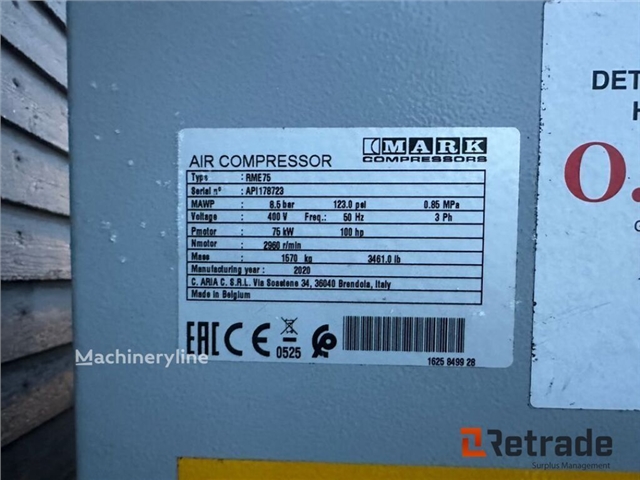 MARK
COMPRESSORS
AIR COMPRESSOR
Type : RME75
Serial n° : API178723
MAWP : 8.5 bar 123.0 psi 0.85 MPa
Voltage : 400 V Freq.: 50 Hz 3 Ph
Pmotor : 75 kW 100 hp
Nmotor : 2960 r/min
Mass : 1570 kg 3461.0 lb
Manufacturing year : 2020
C. ARIA C. S.R.L. Via Soastene 34, 36040 Brendola, Italy
Made in Belgium
EAC CE 0525
1625 8499 28
DET
H
O.
G
Machineryline
Retrade
Surplus Management